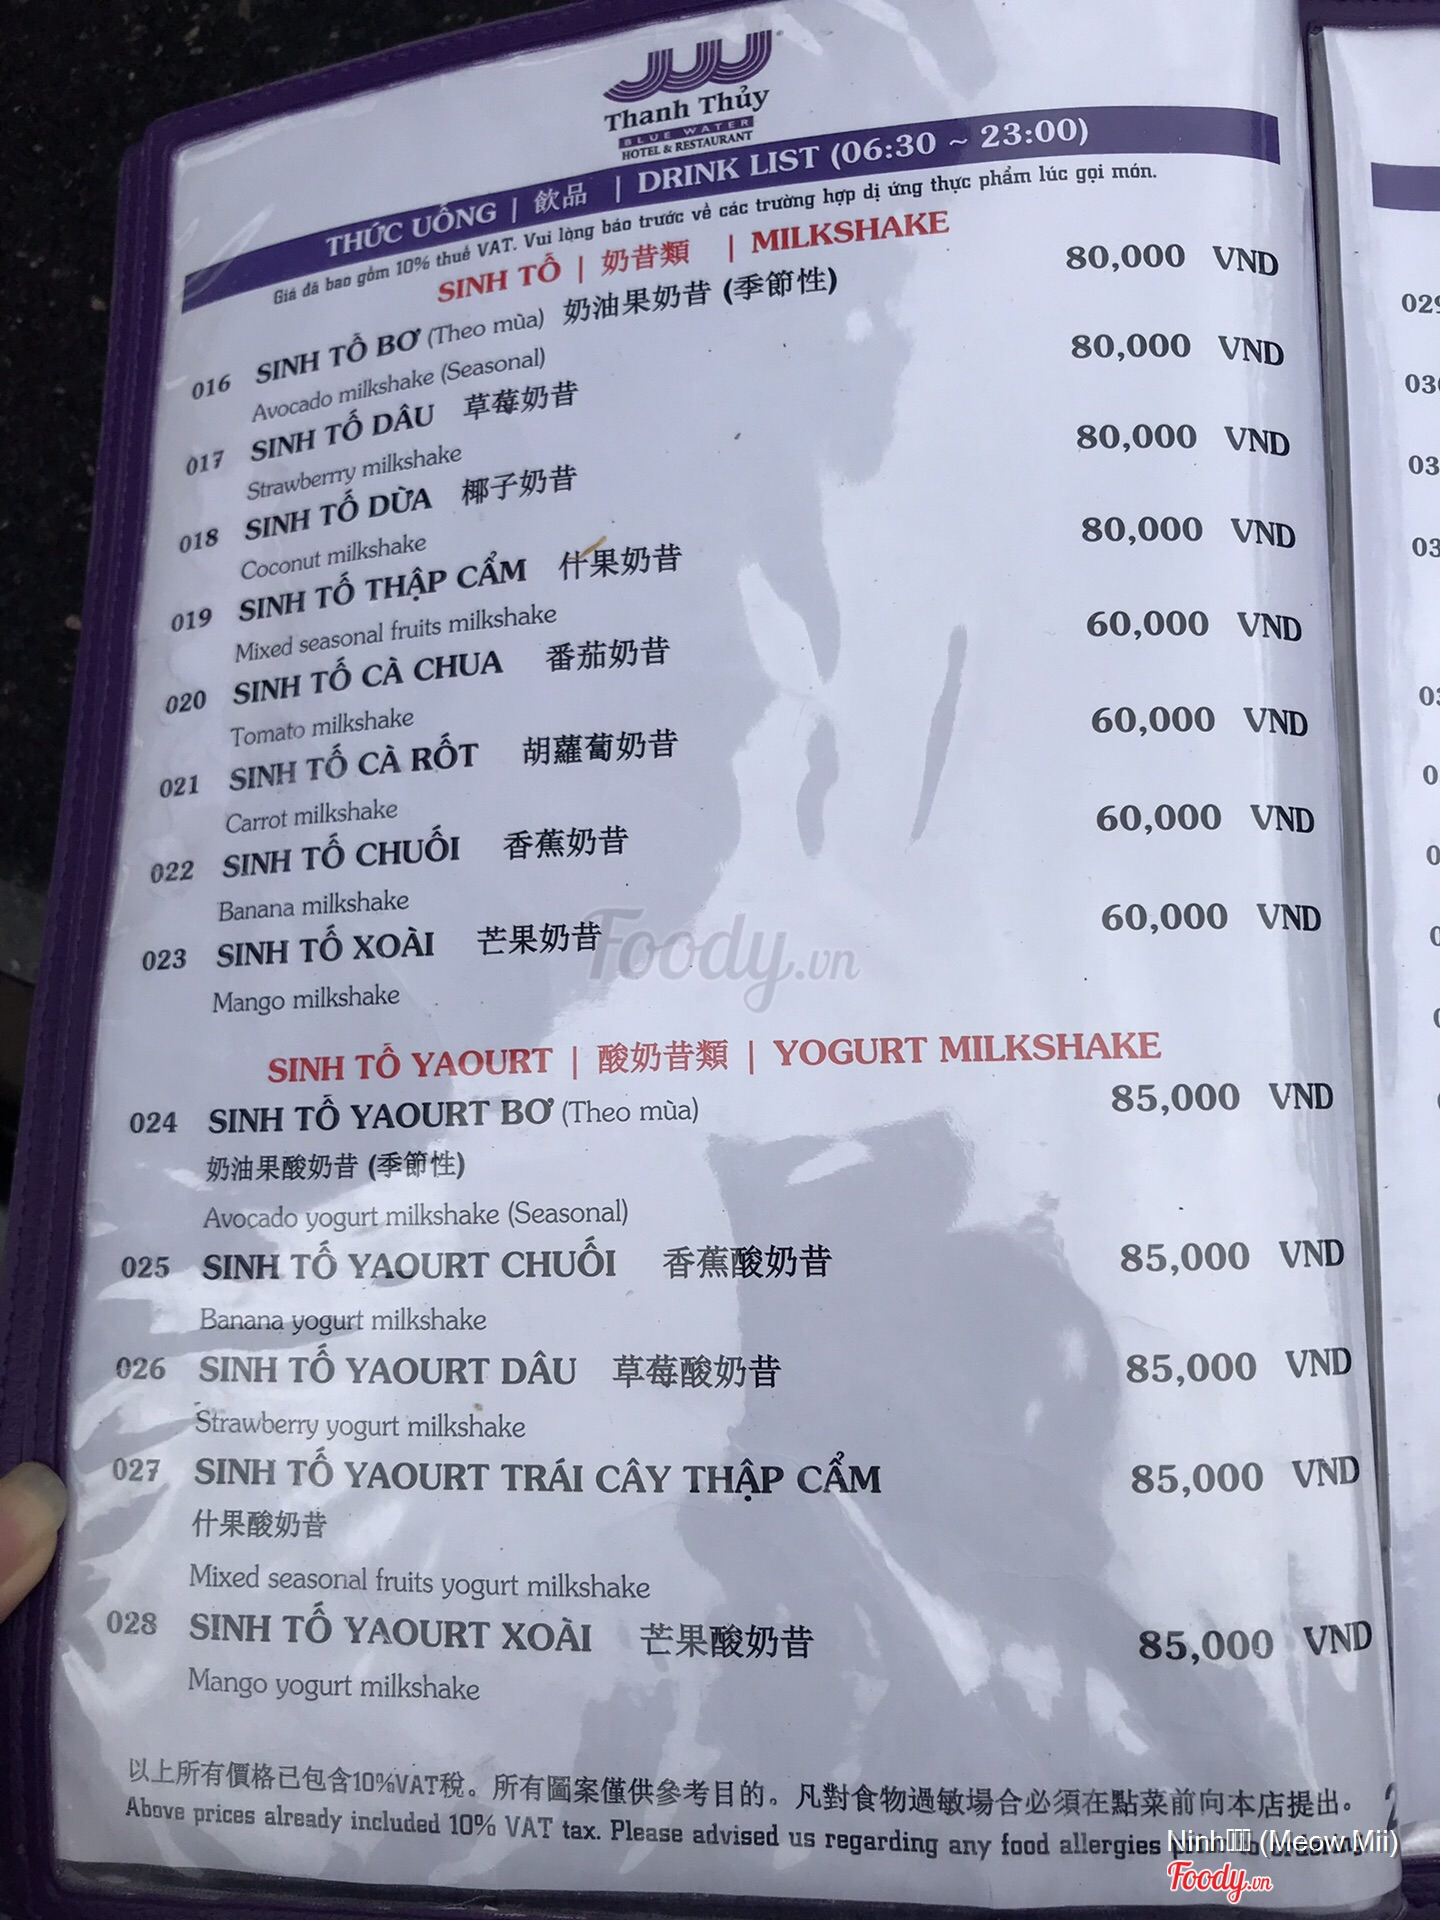 Thanh Thủy
BLUE WATER
HOTEL & RESTAURANT
THỨC UỐNG | 飲品 | DRINK LIST (06:30 ~ 23:00)
Giá đã bao gồm 10% thuế VAT. Vui lòng báo trước về các trường hợp dị ứng thực phẩm lúc gọi món.
SINH TỐ | 奶昔類 | MILKSHAKE
016 SINH TỐ BƠ (Theo mùa) 奶油果奶昔 (季節性) 80,000 VND
Avocado milkshake (Seasonal)
017 SINH TỐ DÂU 草莓奶昔 80,000 VND
Strawberrry milkshake
018 SINH TỐ DỪA 椰子奶昔 80,000 VND
Coconut milkshake
019 SINH TỐ THẬP CẨM 什果奶昔 80,000 VND
Mixed seasonal fruits milkshake
020 SINH TỐ CÀ CHUA 番茄奶昔 60,000 VND
Tomato milkshake
021 SINH TỐ CÀ RỐT 胡蘿蔔奶昔 60,000 VND
Carrot milkshake
022 SINH TỐ CHUỐI 香蕉奶昔 60,000 VND
Banana milkshake
023 SINH TỐ XOÀI 芒果奶昔 60,000 VND
Mango milkshake
Foody.vn
SINH TỐ YAOURT | 酸奶昔類 | YOGURT MILKSHAKE
024 SINH TỐ YAOURT BƠ (Theo mùa) 85,000 VND
奶油果酸奶昔 (季節性)
Avocado yogurt milkshake (Seasonal)
025 SINH TỐ YAOURT CHUỐI 香蕉酸奶昔 85,000 VND
Banana yogurt milkshake
026 SINH TỐ YAOURT DÂU 草莓酸奶昔 85,000 VND
Strawberry yogurt milkshake
027 SINH TỐ YAOURT TRÁI CÂY THẬP CẨM 85,000 VND
什果酸奶昔
Mixed seasonal fruits yogurt milkshake
028 SINH TỐ YAOURT XOÀI 芒果酸奶昔 85,000 VND
Mango yogurt milkshake
以上所有價格已包含10%VAT稅。所有圖案僅供參考目的。凡對食物過敏場合必須在點菜前向本店提出。
Above prices already included 10% VAT tax. Please advised us regarding any food allergies
Ninh (Meow Mii)
Foody.vn